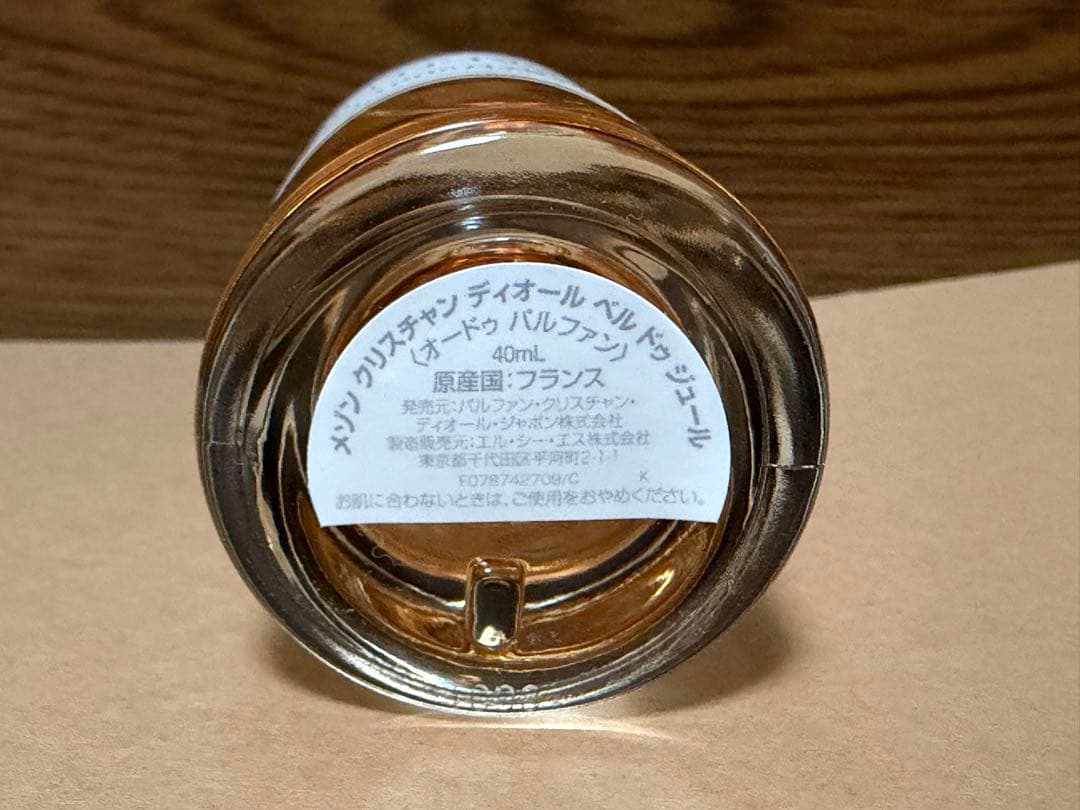 メゾン クリスチャン ディオール ベル ドゥ ジュール
(オードゥ パルファン)
40mL
原産国:フランス
発売元:パルファン・クリスチャン・
ディオール・ジャポン株式会社
製造販売元:エル・シー・エス株式会社
東京都千代田区平河町2-1-1
F078742709/C K
お肌に合わないときは、ご使用をおやめください。